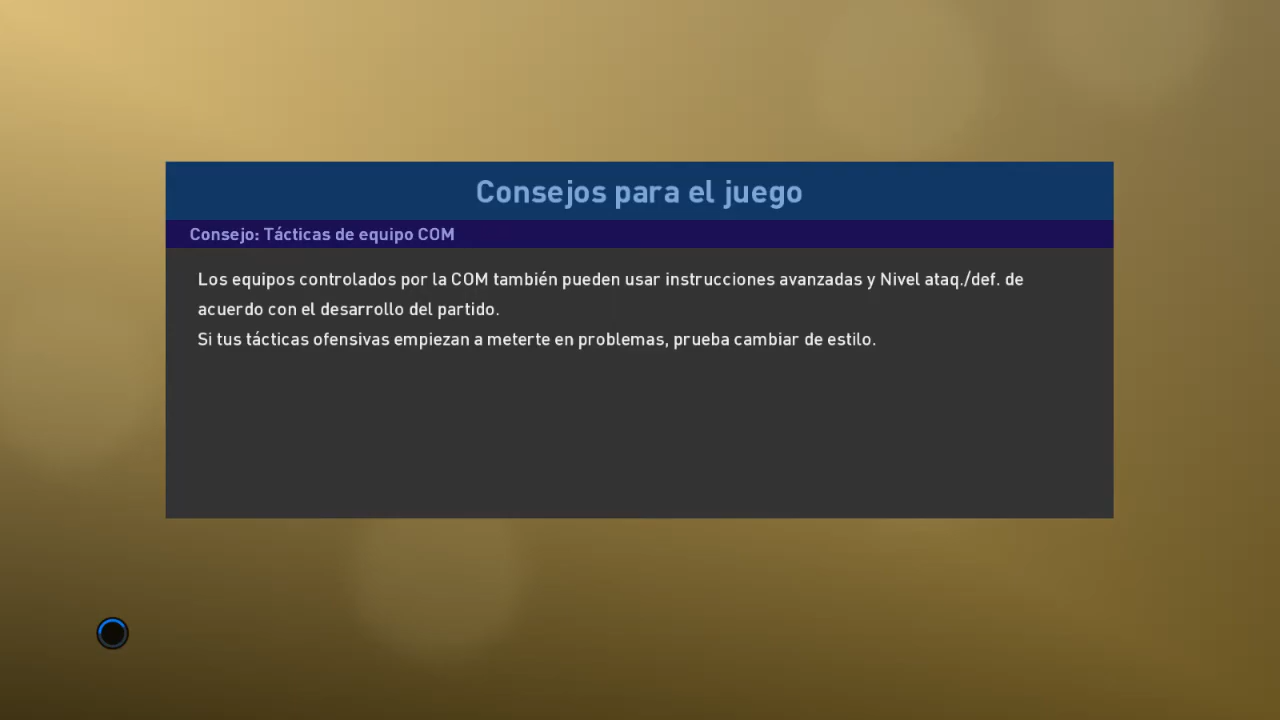 Consejos para el juego
Consejo: Tácticas de equipo COM
Los equipos controlados por la COM también pueden usar instrucciones avanzadas y Nivel ataq./def. de
acuerdo con el desarrollo del partido.
Si tus tácticas ofensivas empiezan a meterte en problemas, prueba cambiar de estilo.